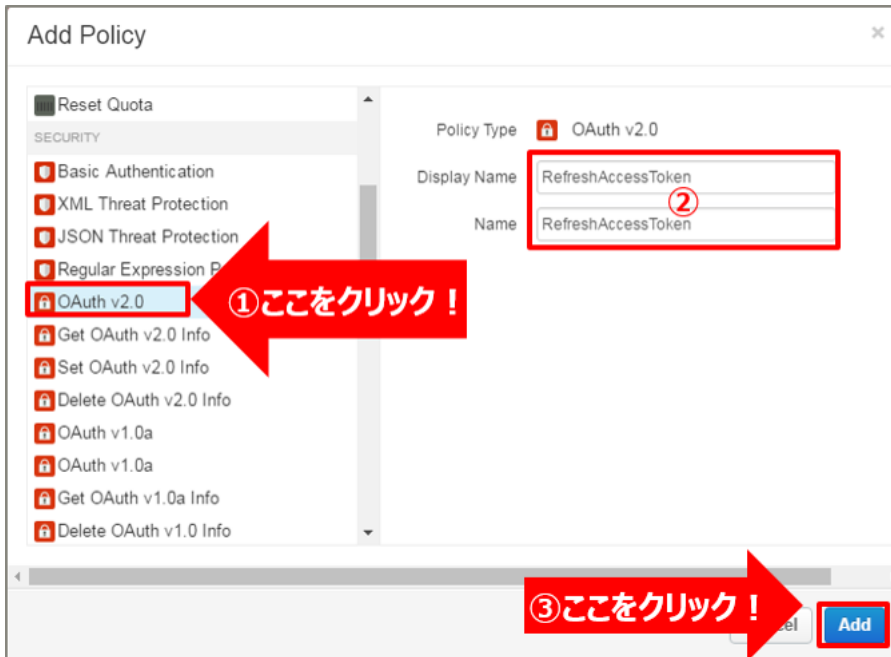 Add Policy
×
Reset Quota
SECURITY
Basic Authentication
XML Threat Protection
JSON Threat Protection
Regular Expression P
OAuth v2.0
Get OAuth v2.0 Info
Set OAuth v2.0 Info
Delete OAuth v2.0 Info
OAuth v1.0a
OAuth v1.0a
Get OAuth v1.0a Info
Delete OAuth v1.0 Info
①ここをクリック！
Policy Type OAuth v2.0
Display Name RefreshAccessToken
②
Name RefreshAccessToken
③ここをクリック！
Add